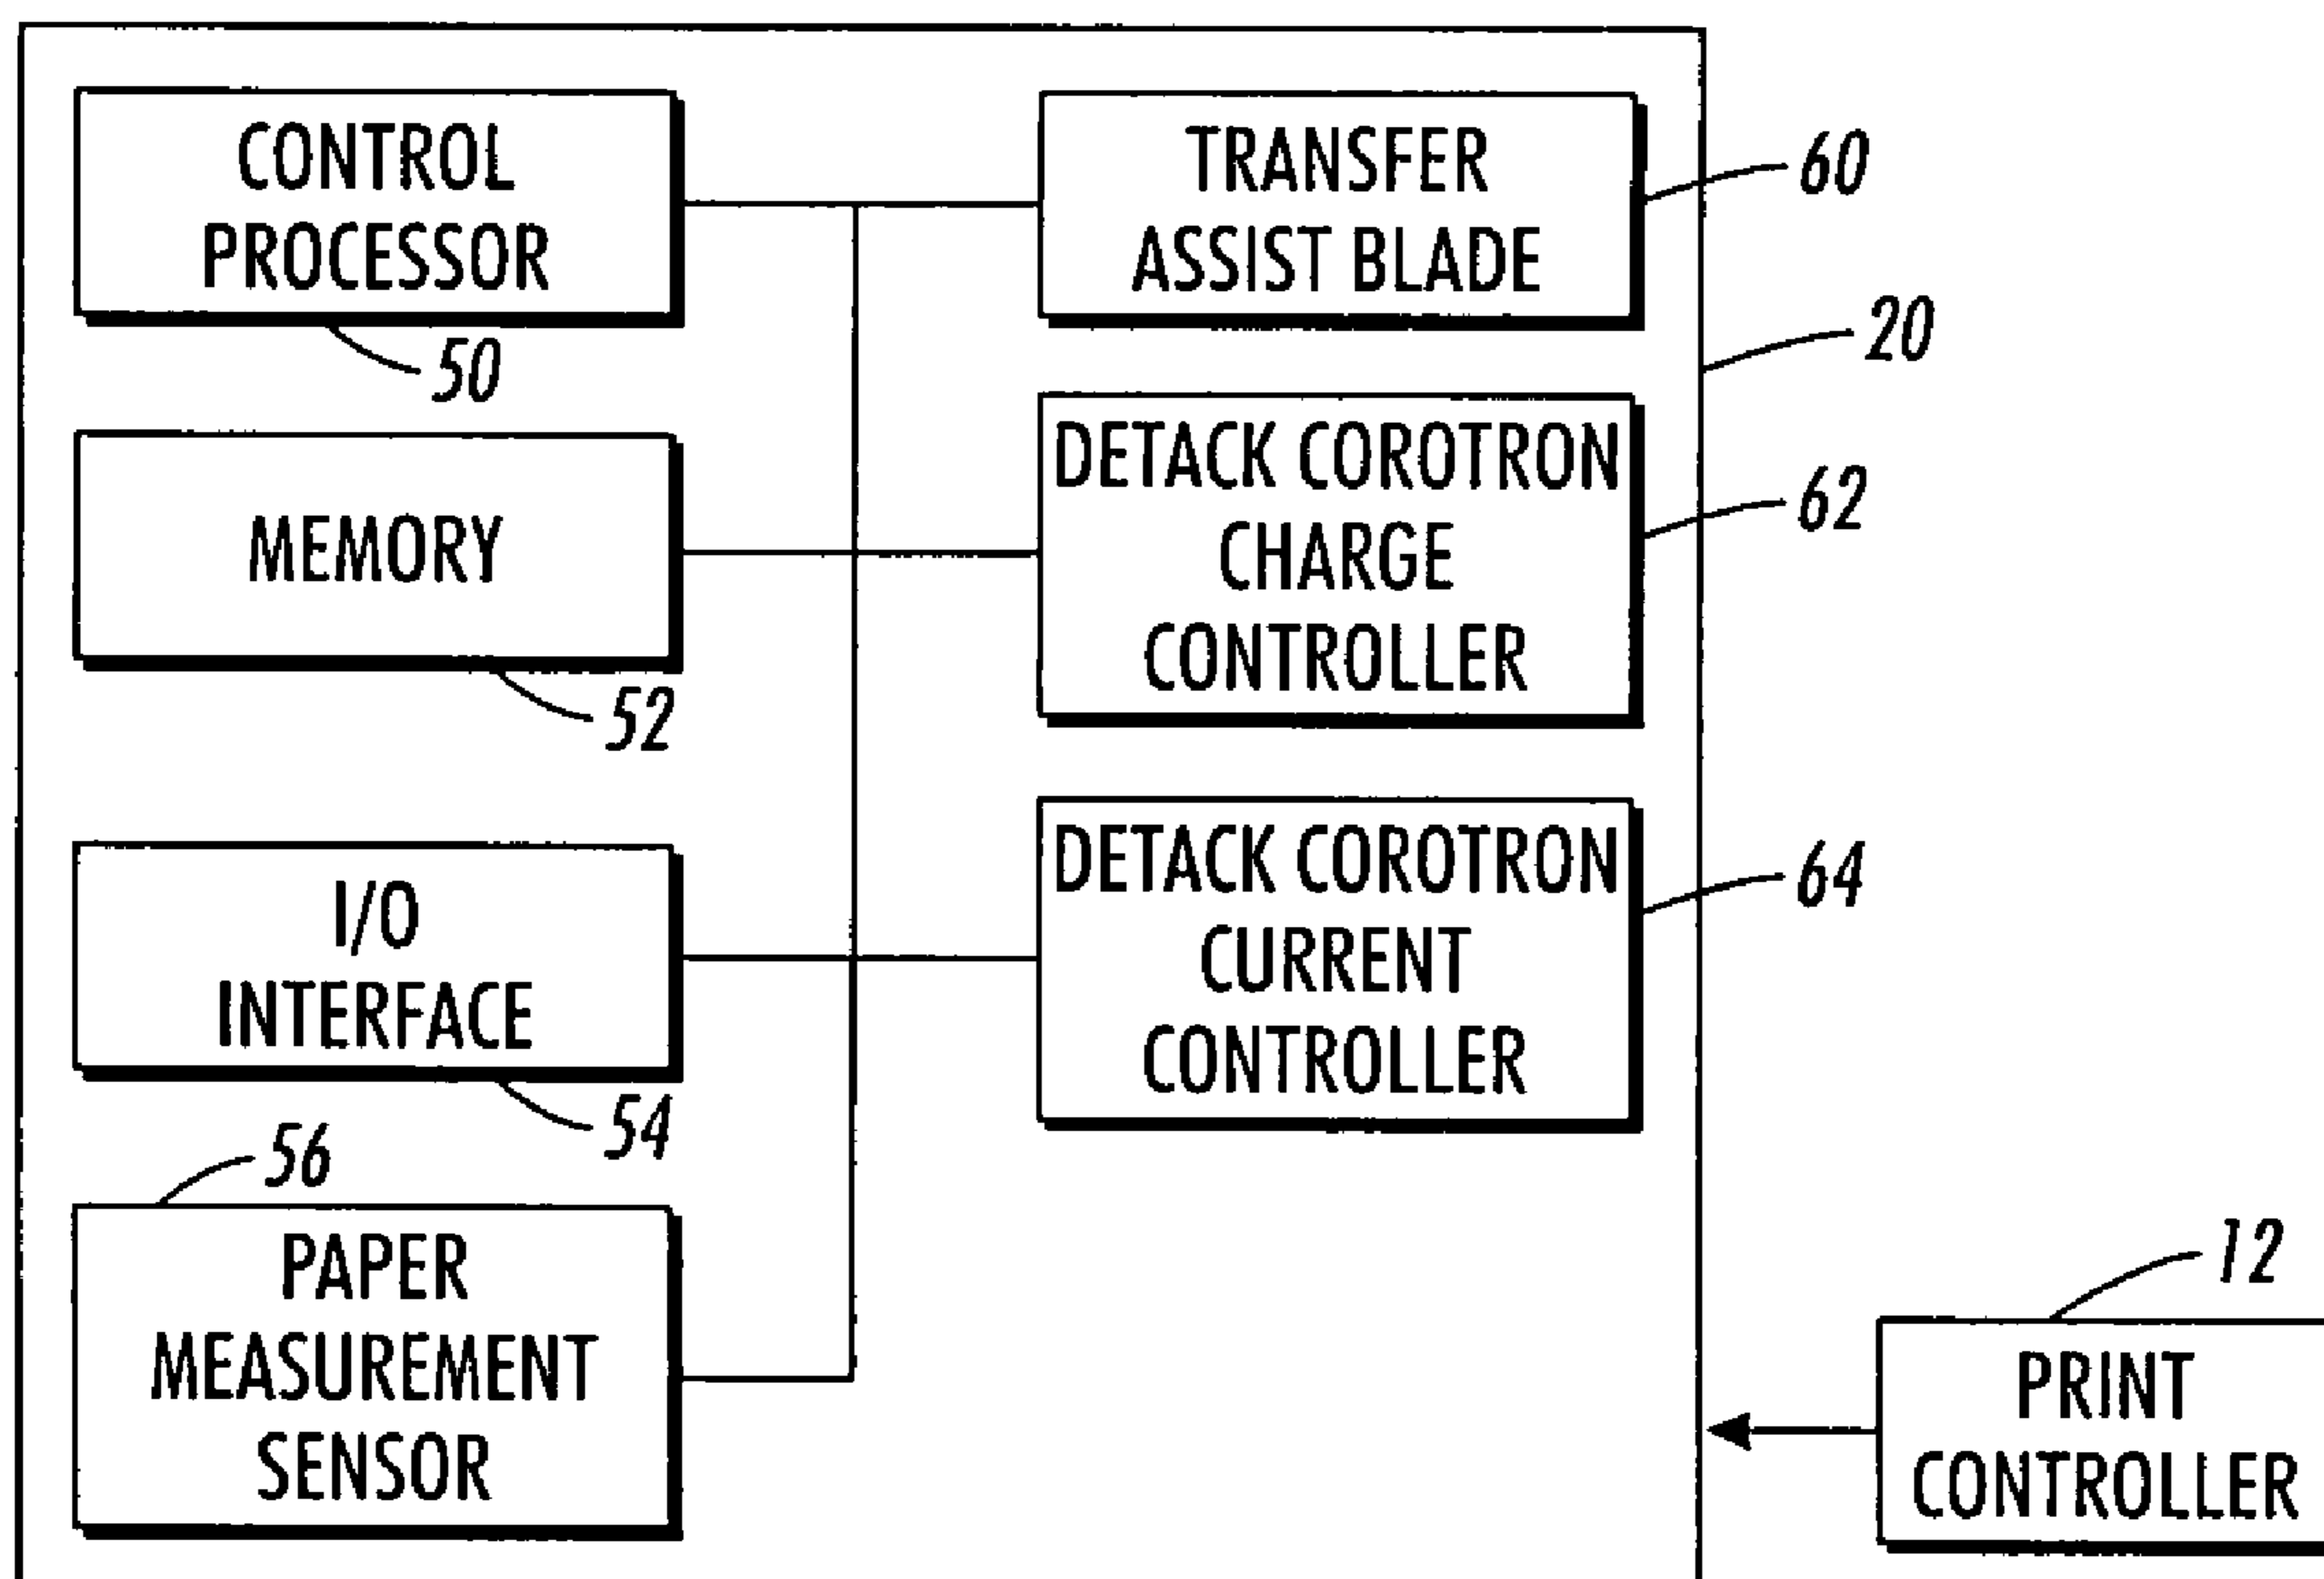 CONTROL
PROCESSOR
50
TRANSFER
ASSIST BLADE
60
20
MEMORY
52
DETACK COROTRON
CHARGE
CONTROLLER
62
I/O
INTERFACE
54
DETACK COROTRON
CURRENT
CONTROLLER
64
56
PAPER
MEASUREMENT
SENSOR
12
PRINT
CONTROLLER